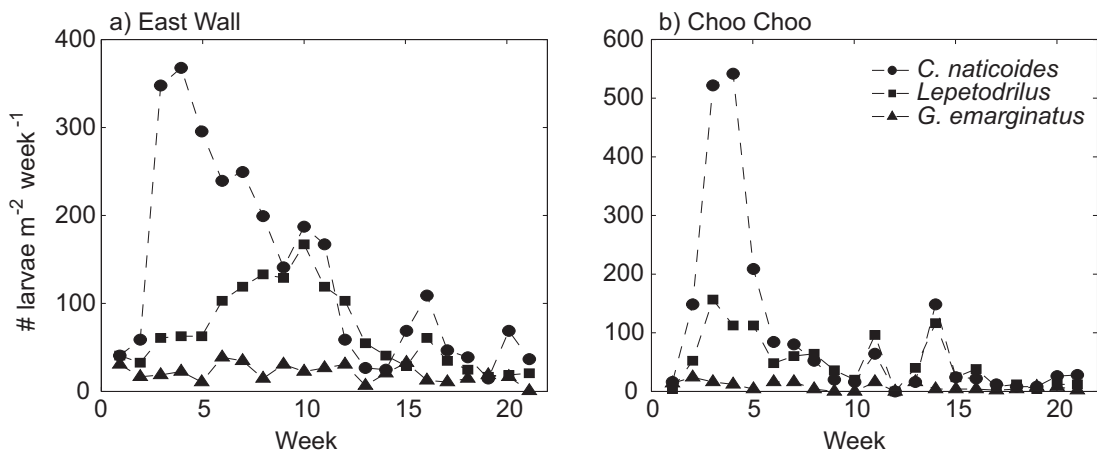 a) East Wall
400
300
200
100
0
0 5 10 15 20
Week
# larvae m⁻² week⁻¹
b) Choo Choo
600
500
400
300
200
100
0
0 5 10 15 20
Week
C. naticoides
Lepetodrilus
G. emarginatus